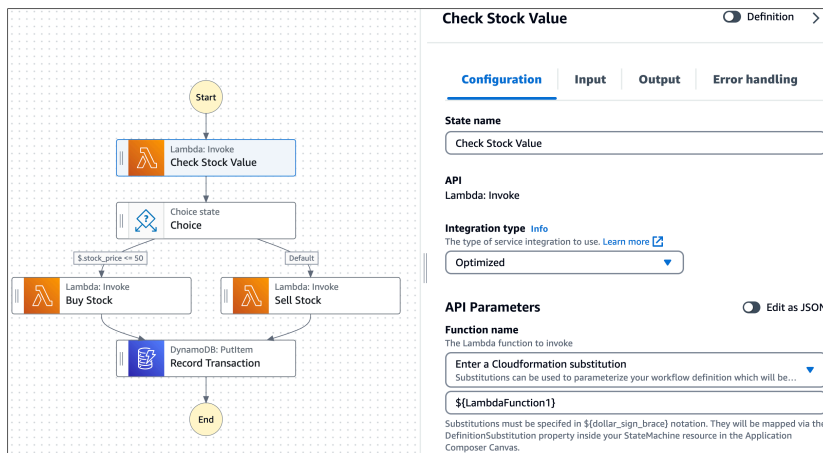 Start
Lambda: Invoke
Check Stock Value
Choice state
Choice
$.stock_price <= 50
Default
Lambda: Invoke
Buy Stock
Lambda: Invoke
Sell Stock
DynamoDB: PutItem
Record Transaction
End
Check Stock Value
Definition
Configuration
Input
Output
Error handling
State name
Check Stock Value
API
Lambda: Invoke
Integration type Info
The type of service integration to use. Learn more
Optimized
API Parameters
Edit as JSON
Function name
The Lambda function to invoke
Enter a Cloudformation substitution
Substitutions can be used to parameterize your workflow definition which will be...
${LambdaFunction1}
Substitutions must be specifed in ${dollar_sign_brace} notation. They will be mapped via the
DefinitionSubstitution property inside your StateMachine resource in the Application
Composer Canvas.